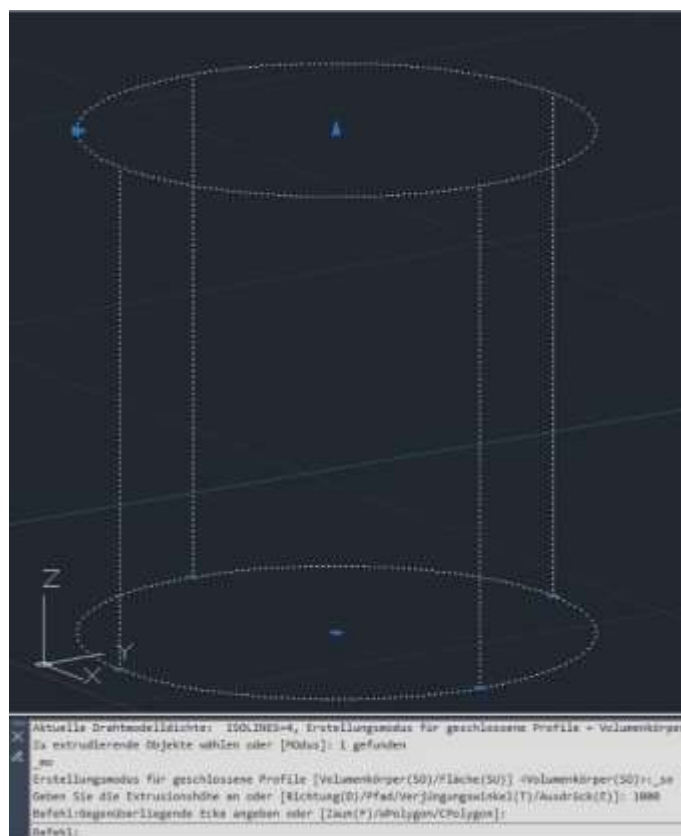 Z
Y
X
Aktuelle Drahtmodelldichte: ISOLINES=4, Erstellungsmodus für geschlossene Profile = Volumenkörper
Zu extrudierende Objekte wählen oder [MOdus]: 1 gefunden
_mo
Erstellungsmodus für geschlossene Profile [Volumenkörper(SO)/Fläche(SU)] <Volumenkörper(SO)>:_so
Geben Sie die Extrusionshöhe an oder [Richtung(D)/Pfad/Verjüngungswinkel(T)/Ausdrück(E)]: 1000
Befehl:Gegenüberliegende Ecke angeben oder [Zaun(F)/WPolygon/CPolygon]:
Befehl: